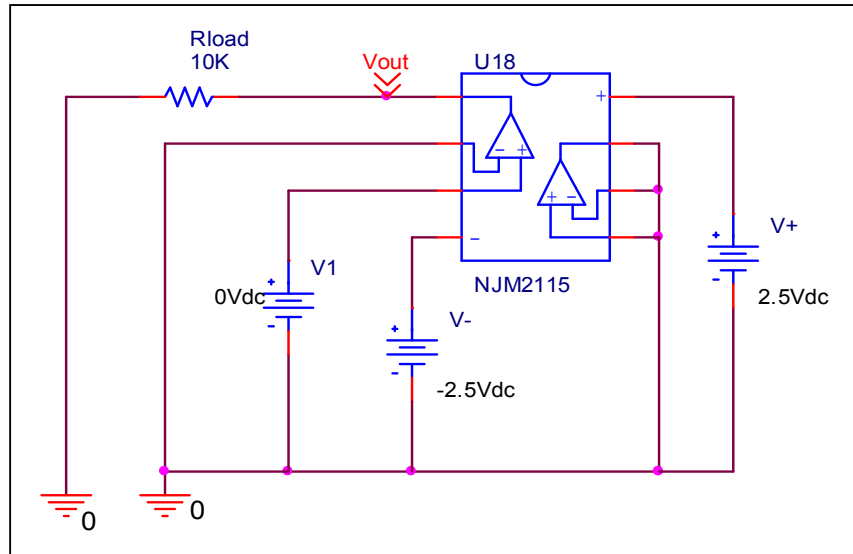 Rload
10K
Vout
U18
+
- +
+ -
-
NJM2115
+
V1
0Vdc
-
+
V-
-
-2.5Vdc
+
V+
-
2.5Vdc
0
0